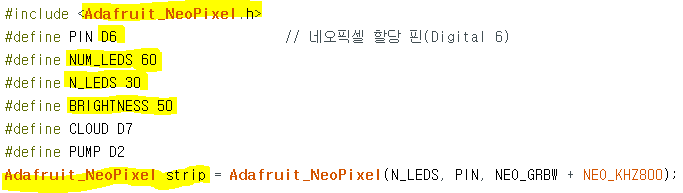 #include <Adafruit_NeoPixel.h>
#define PIN D6 // 네오픽셀 할당 핀(Digital 6)
#define NUM_LEDS 60
#define N_LEDS 30
#define BRIGHTNESS 50
#define CLOUD D7
#define PUMP D2
Adafruit_NeoPixel strip = Adafruit_NeoPixel(N_LEDS, PIN, NEO_GRBW + NEO_KHZ800);